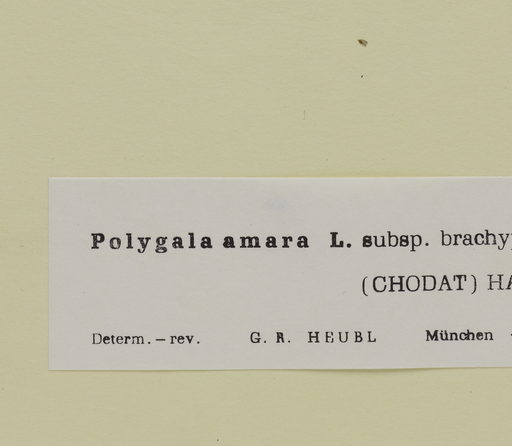 Polygala amara L. subsp. brachy
(CHODAT) HA
Determ. – rev. G. R. HEUBL München